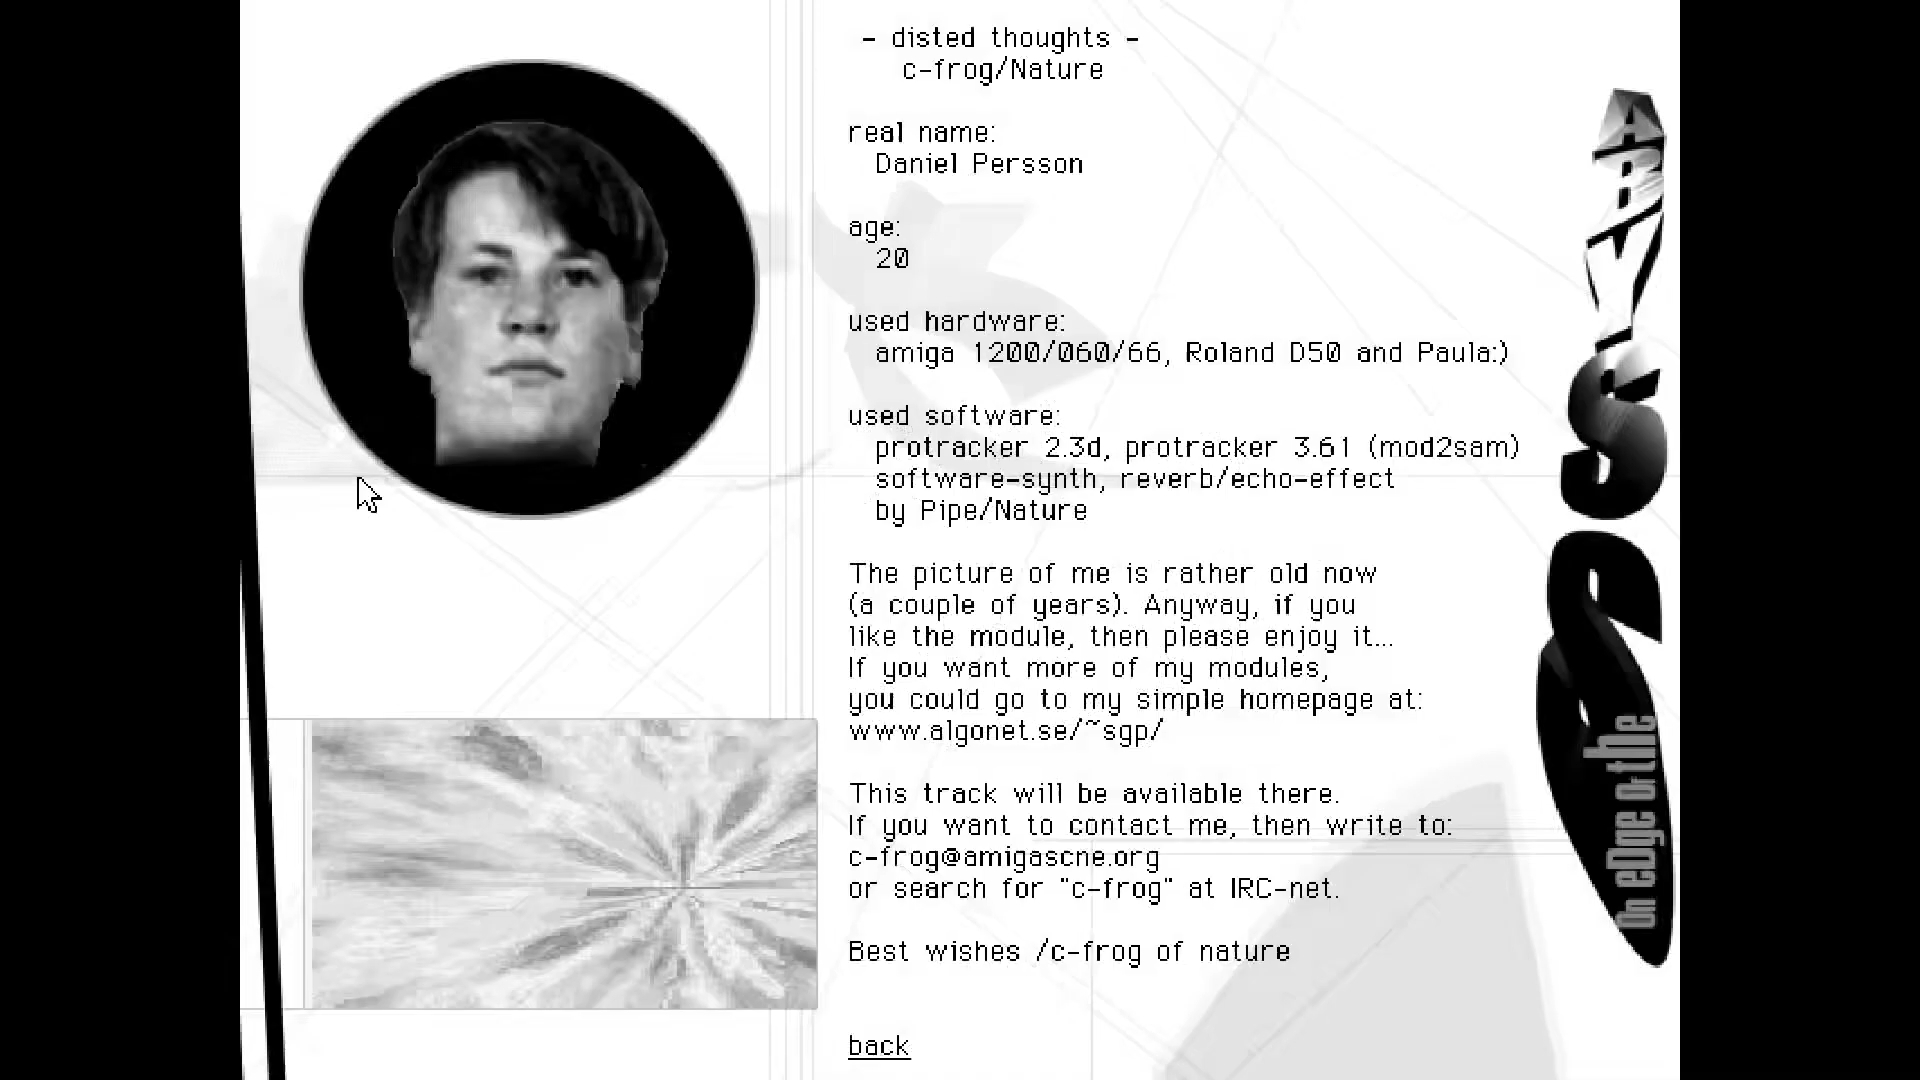 - disted thoughts -
c-frog/Nature
real name:
Daniel Persson
age:
20
used hardware:
amiga 1200/060/66, Roland D50 and Paula:)
used software:
protracker 2.3d, protracker 3.61 (mod2sam)
software-synth, reverb/echo-effect
by Pipe/Nature
The picture of me is rather old now
(a couple of years). Anyway, if you
like the module, then please enjoy it...
If you want more of my modules,
you could go to my simple homepage at:
www.algonet.se/~sgp/
This track will be available there.
If you want to contact me, then write to:
c-frog@amigascne.org
or search for "c-frog" at IRC-net.
Best wishes /c-frog of nature
back
ABYSS
On eDge Of the